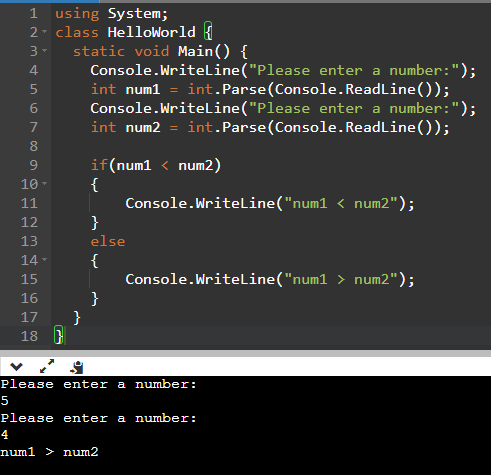 1 using System;
2 class HelloWorld {
3 static void Main() {
4 Console.WriteLine("Please enter a number:");
5 int num1 = int.Parse(Console.ReadLine());
6 Console.WriteLine("Please enter a number:");
7 int num2 = int.Parse(Console.ReadLine());
8
9 if(num1 < num2)
10 {
11 Console.WriteLine("num1 < num2");
12 }
13 else
14 {
15 Console.WriteLine("num1 > num2");
16 }
17 }
18 }
Please enter a number:
5
Please enter a number:
4
num1 > num2